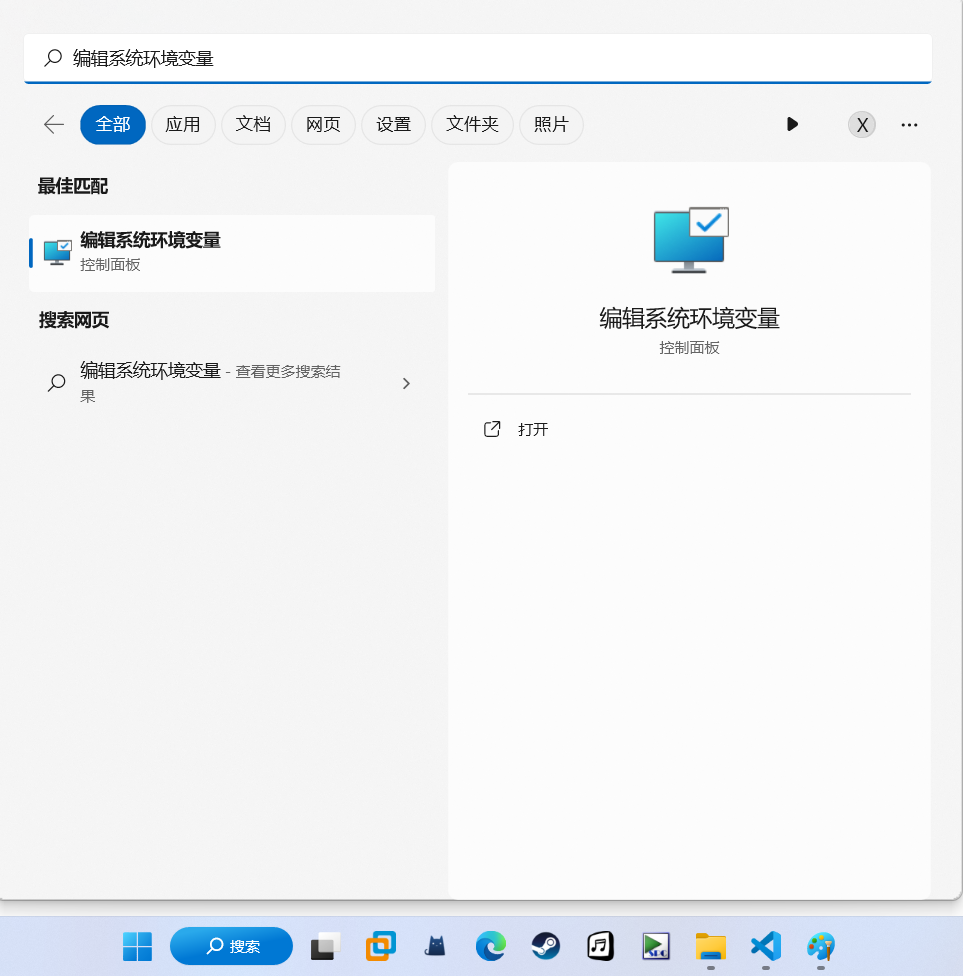 编辑系统环境变量
全部 应用 文档 网页 设置 文件夹 照片 X
最佳匹配
编辑系统环境变量
控制面板
搜索网页
编辑系统环境变量 - 查看更多搜索结
果
编辑系统环境变量
控制面板
打开
搜索